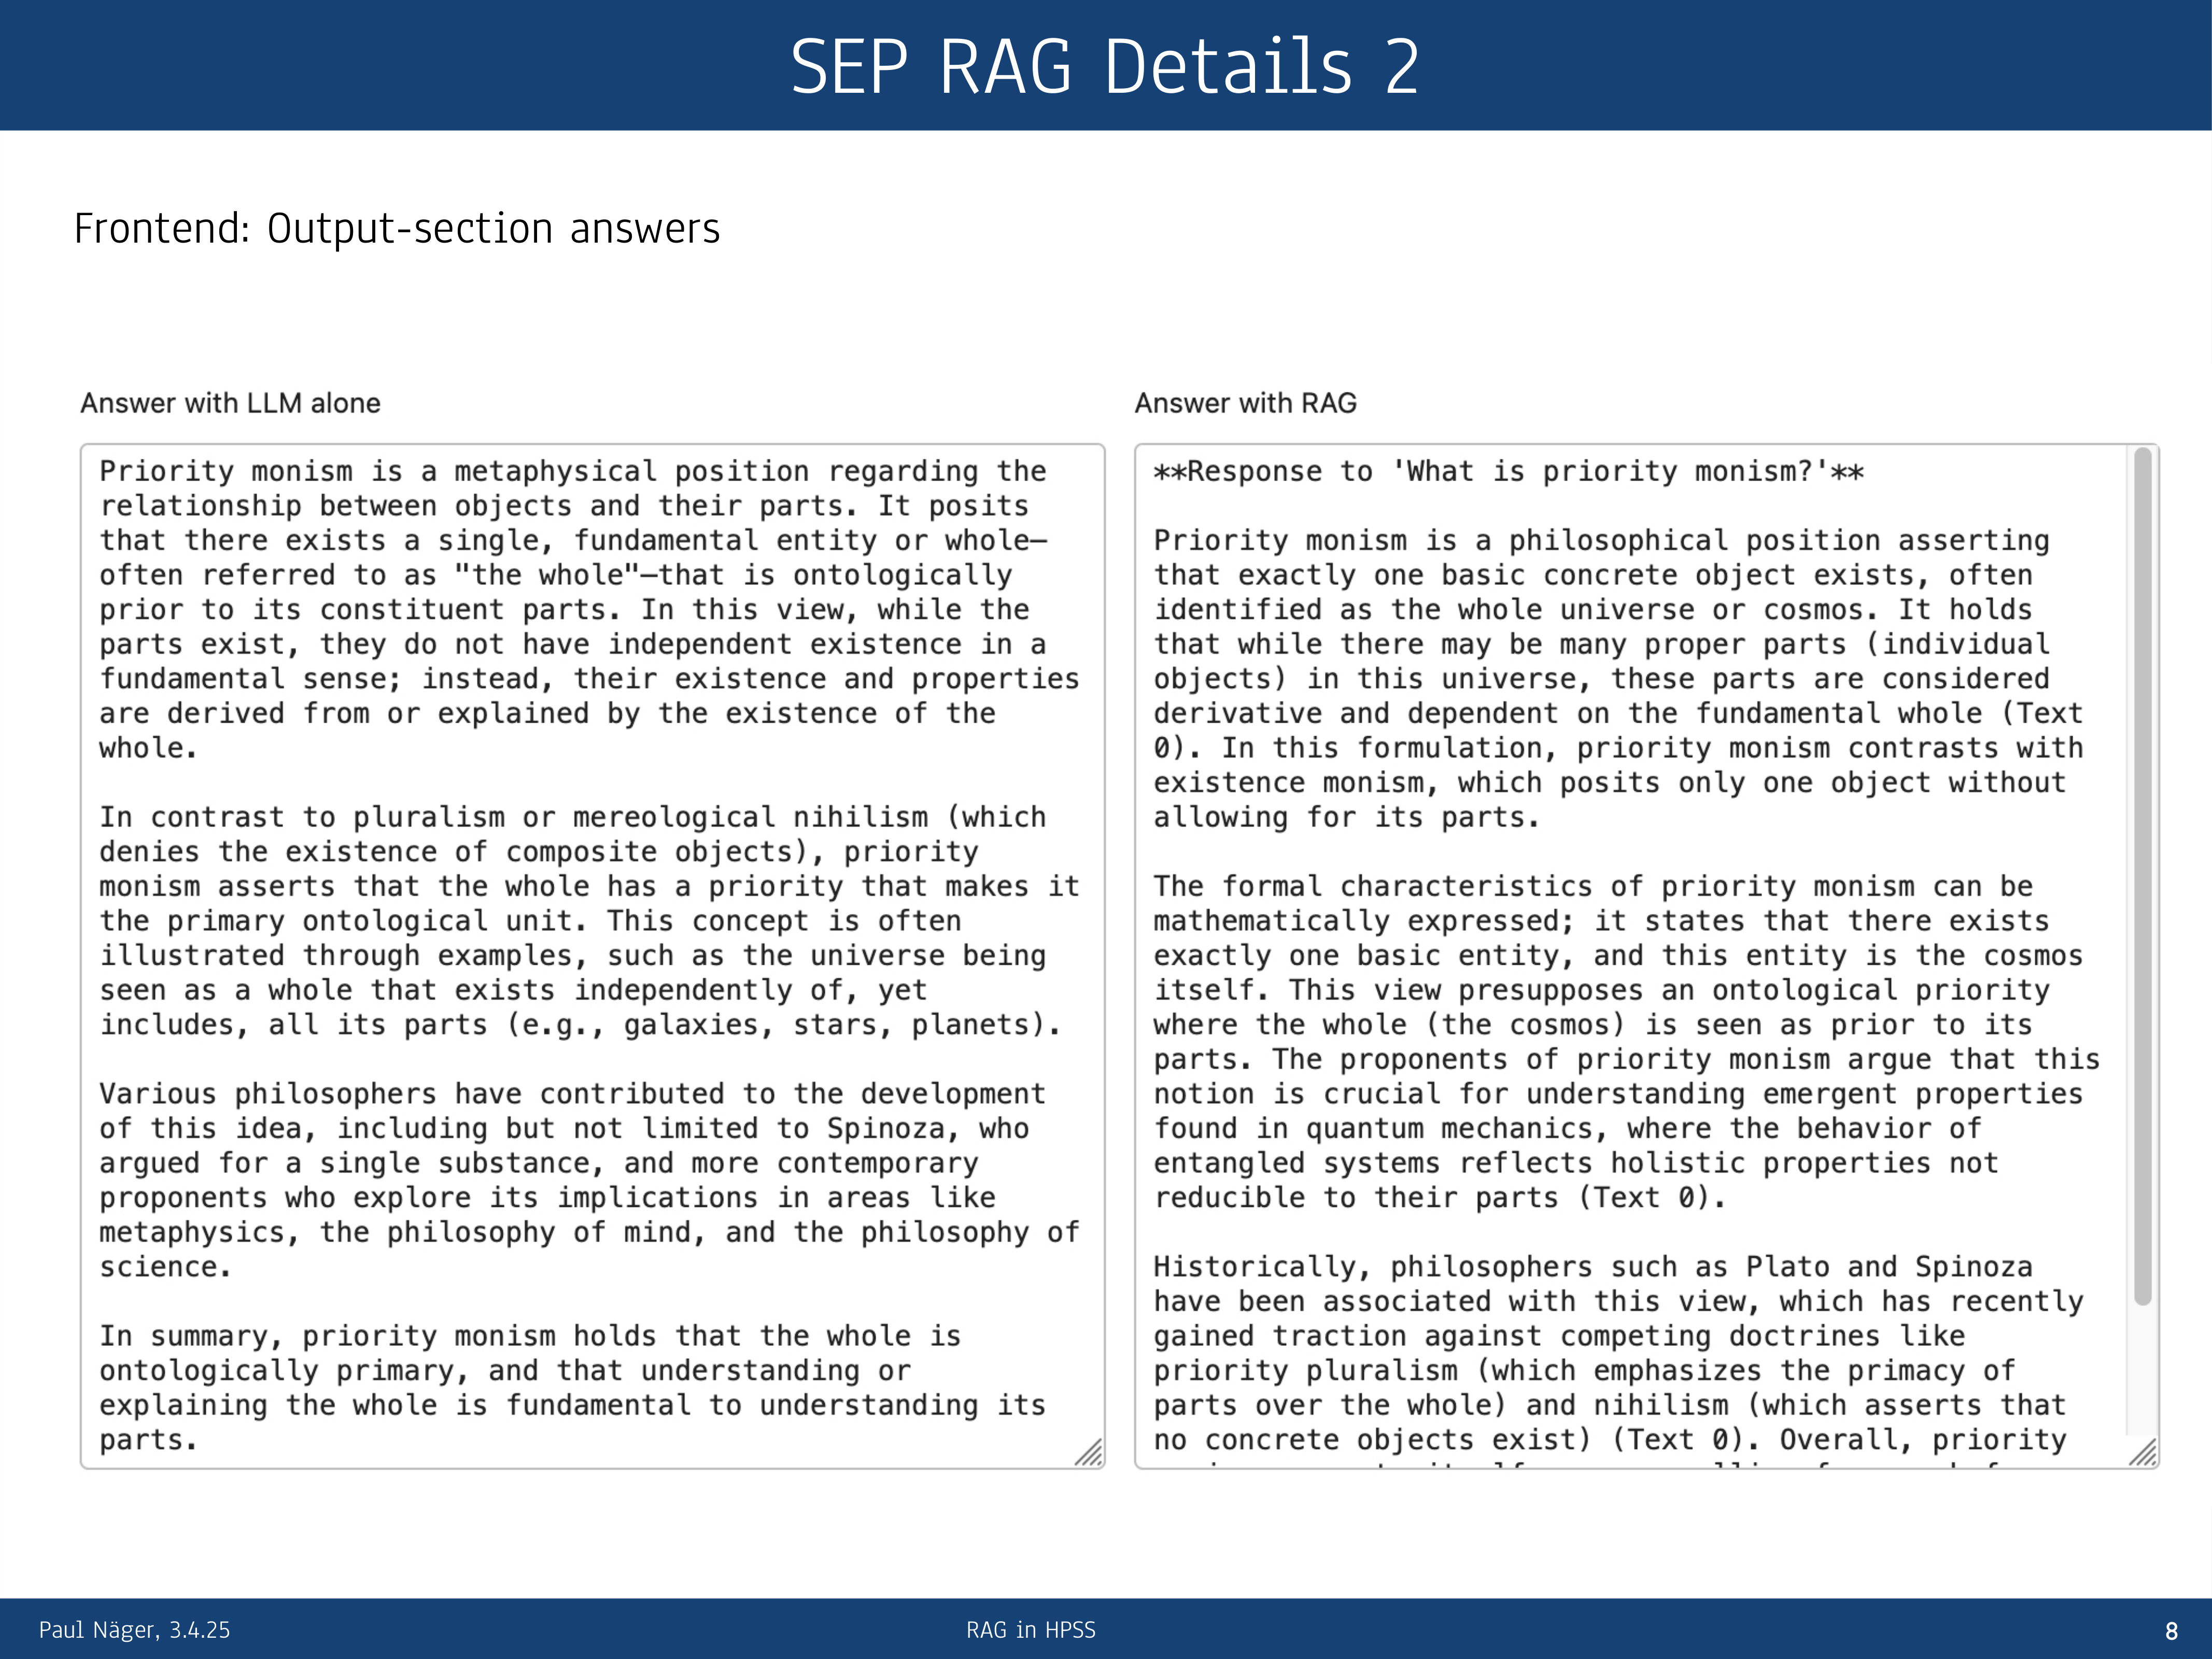 SEP RAG Details 2
Frontend: Output-section answers
Answer with LLM alone
Priority monism is a metaphysical position regarding the
relationship between objects and their parts. It posits
that there exists a single, fundamental entity or whole—
often referred to as "the whole"—that is ontologically
prior to its constituent parts. In this view, while the
parts exist, they do not have independent existence in a
fundamental sense; instead, their existence and properties
are derived from or explained by the existence of the
whole.
In contrast to pluralism or mereological nihilism (which
denies the existence of composite objects), priority
monism asserts that the whole has a priority that makes it
the primary ontological unit. This concept is often
illustrated through examples, such as the universe being
seen as a whole that exists independently of, yet
includes, all its parts (e.g., galaxies, stars, planets).
Various philosophers have contributed to the development
of this idea, including but not limited to Spinoza, who
argued for a single substance, and more contemporary
proponents who explore its implications in areas like
metaphysics, the philosophy of mind, and the philosophy of
science.
In summary, priority monism holds that the whole is
ontologically primary, and that understanding or
explaining the whole is fundamental to understanding its
parts.
Answer with RAG
**Response to 'What is priority monism?'**
Priority monism is a philosophical position asserting
that exactly one basic concrete object exists, often
identified as the whole universe or cosmos. It holds
that while there may be many proper parts (individual
objects) in this universe, these parts are considered
derivative and dependent on the fundamental whole (Text
0). In this formulation, priority monism contrasts with
existence monism, which posits only one object without
allowing for its parts.
The formal characteristics of priority monism can be
mathematically expressed; it states that there exists
exactly one basic entity, and this entity is the cosmos
itself. This view presupposes an ontological priority
where the whole (the cosmos) is seen as prior to its
parts. The proponents of priority monism argue that this
notion is crucial for understanding emergent properties
found in quantum mechanics, where the behavior of
entangled systems reflects holistic properties not
reducible to their parts (Text 0).
Historically, philosophers such as Plato and Spinoza
have been associated with this view, which has recently
gained traction against competing doctrines like
priority pluralism (which emphasizes the primacy of
parts over the whole) and nihilism (which asserts that
no concrete objects exist) (Text 0). Overall, priority
Paul Näger, 3.4.25
RAG in HPSS
8